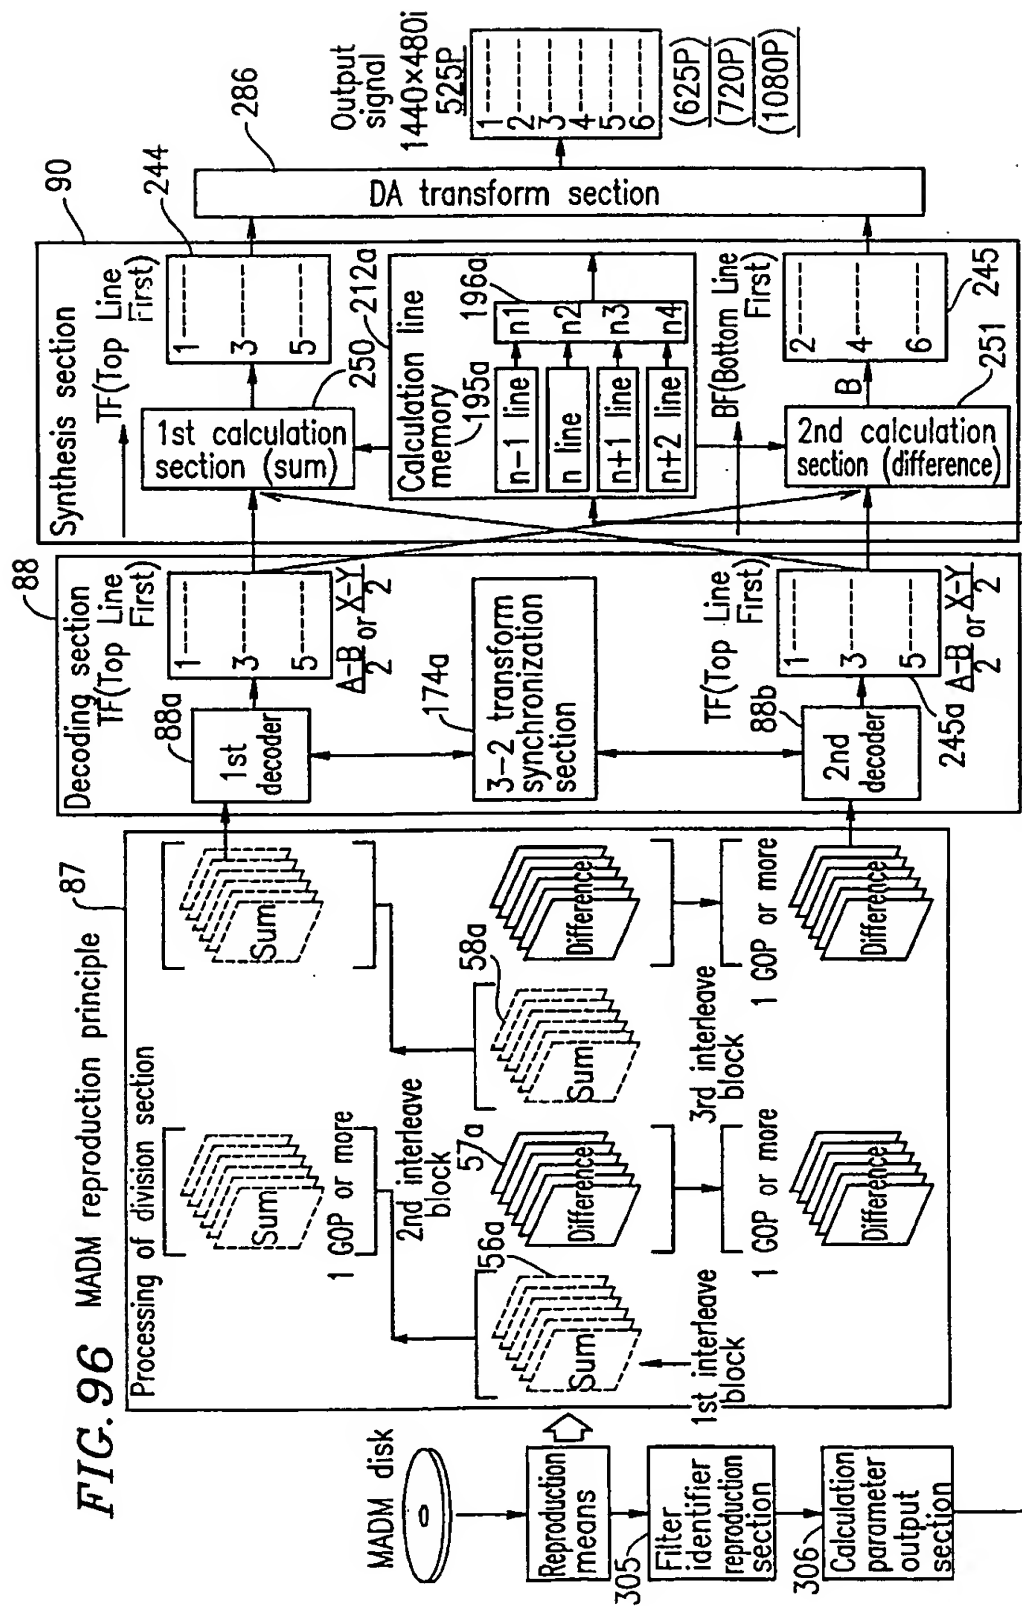 FIG. 96 MADM reproduction principle
87
Processing of division section
MADM disk
Reproduction
means
305
Filter
identifier
reproduction
section
306
Calculation
parameter
output
section
Sum
1 GOP or more
2nd interleave
block
Sum
56a
Sum
1st interleave
block
57a
Difference
58a
Sum
3rd interleave
block
Difference
1 GOP or more
Difference
1 GOP or more
Difference
88
Decoding section
TF(Top Line
First)
88a
1st
decoder
1
3
5
A-B
2
or
X-Y
2
174a
3-2 transform
synchronization
section
TF(Top Line
First)
88b
2nd
decoder
1
3
5
245a
A-B
2
or
X-Y
2
90
Synthesis section
TF(Top Line
First)
244
1
3
5
1st calculation
section (sum)
250
212a
Calculation line
memory
195a
196a
n-1 line
n line
n+1 line
n+2 line
n1
n2
n3
n4
BF(Bottom Line
First)
2nd calculation
section (difference)
251
B
2
4
6
245
286
DA transform section
Output
signal
1440×480i
525P
1
2
3
4
5
6
(625P)
(720P)
(1080P)